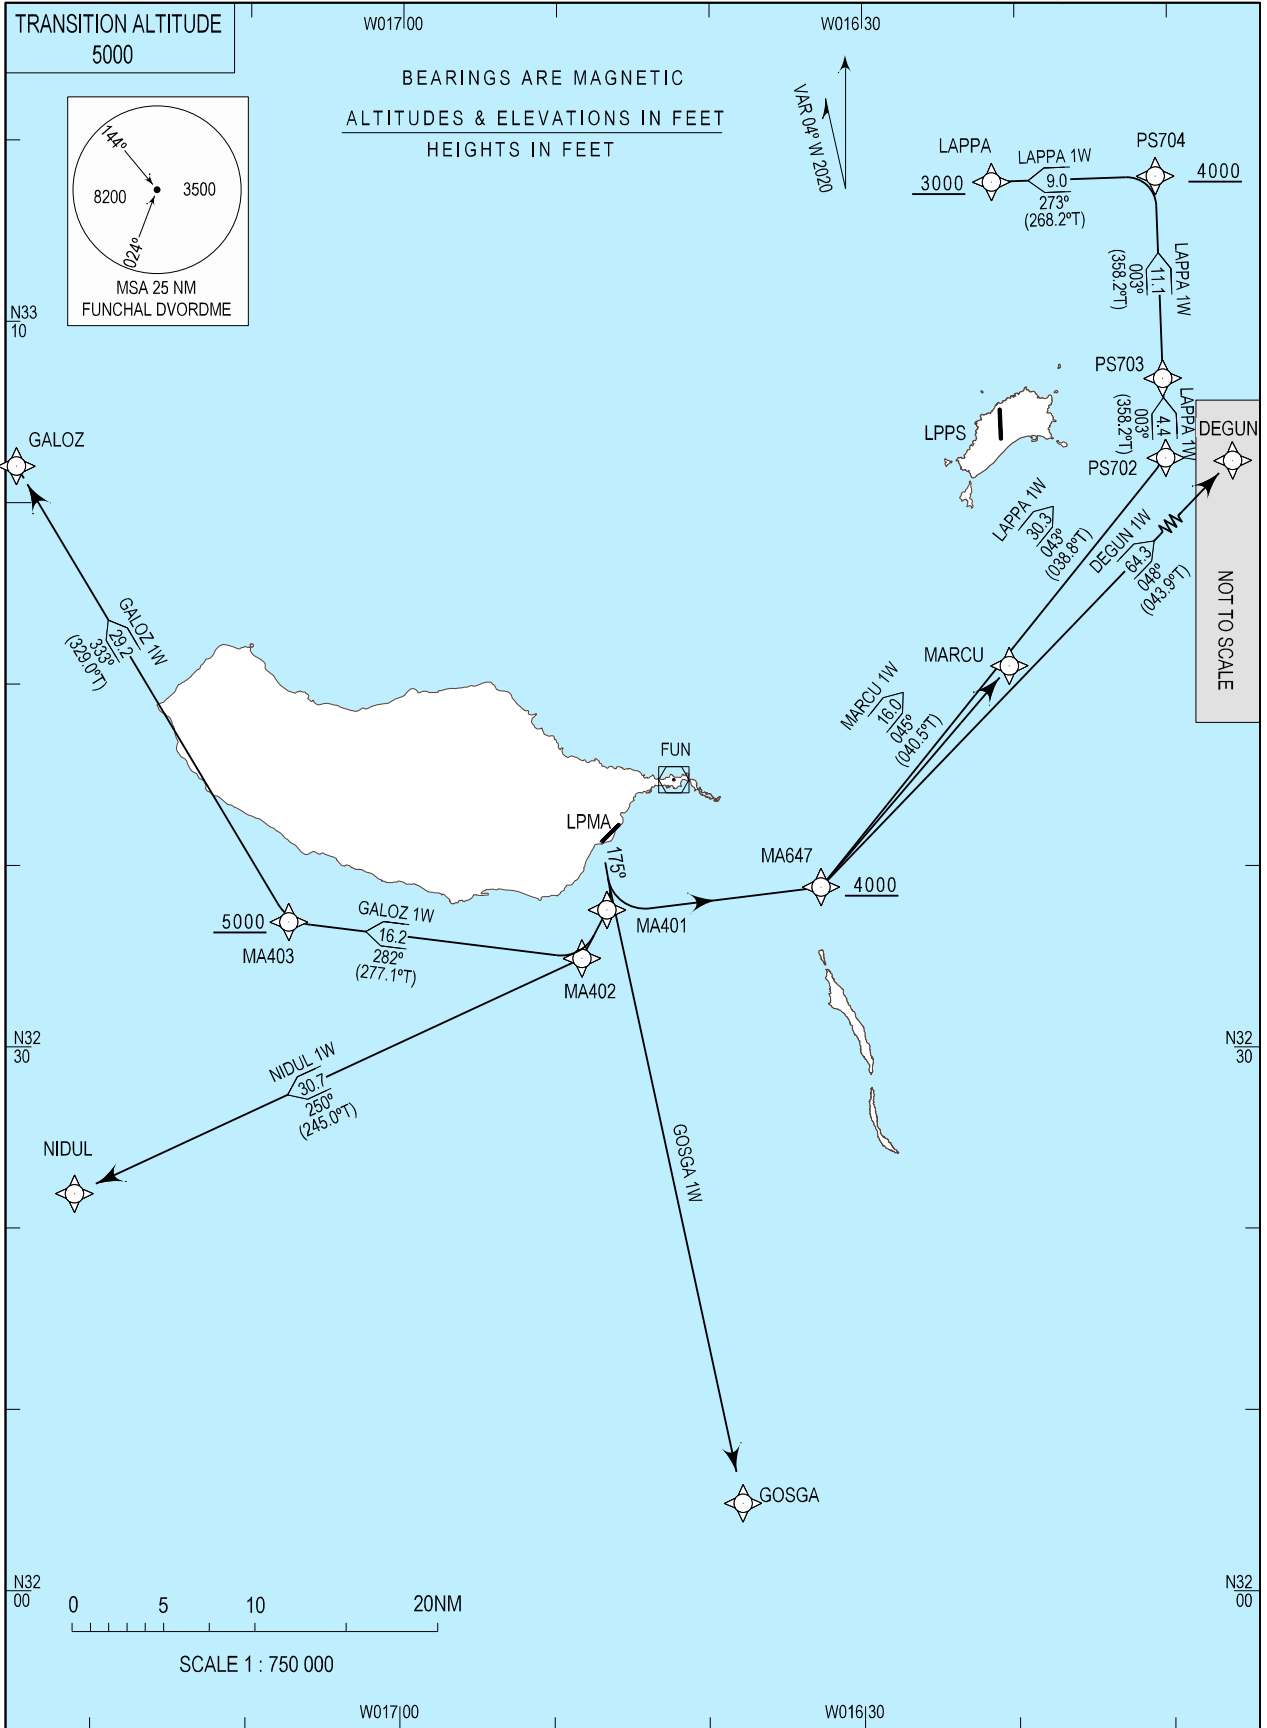 TRANSITION ALTITUDE
5000
W017 00
W016 30
BEARINGS ARE MAGNETIC
ALTITUDES & ELEVATIONS IN FEET
HEIGHTS IN FEET
VAR 04° W 2020
144°
8200
3500
024°
MSA 25 NM
FUNCHAL DVORDME
LAPPA
3000
LAPPA 1W
9.0
273°
(268.2°T)
PS704
4000
LAPPA 1W
11.1
003°
(358.2°T)
N33
10
PS703
LAPPA 1W
4.4
003°
(358.2°T)
DEGUN
PS702
NOT TO SCALE
LPPS
GALOZ
LAPPA 1W
30.3
043°
(038.8°T)
DEGUN 1W
64.3
048°
(043.9°T)
GALOZ 1W
29.2
333°
(329.0°T)
MARCU
MARCU 1W
16.0
045°
(040.5°T)
FUN
LPMA
175°
MA647
4000
MA401
5000
MA403
GALOZ 1W
16.2
282°
(277.1°T)
MA402
N32
30
N32
30
NIDUL 1W
30.7
250°
(245.0°T)
NIDUL
GOSGA 1W
GOSGA
N32
00
N32
00
0 5 10 20NM
SCALE 1 : 750 000
W017 00
W016 30